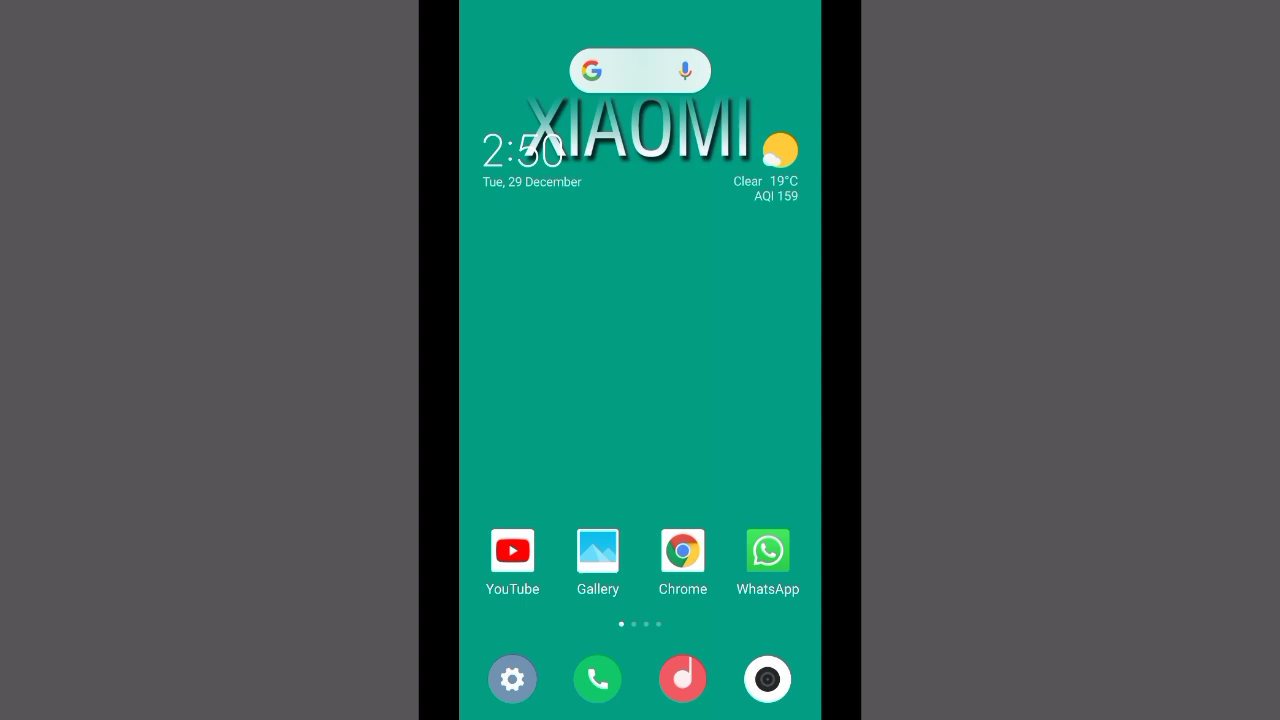 XIAOMI
2:50
Tue, 29 December
Clear 19°C
AQI 159
YouTube
Gallery
Chrome
WhatsApp